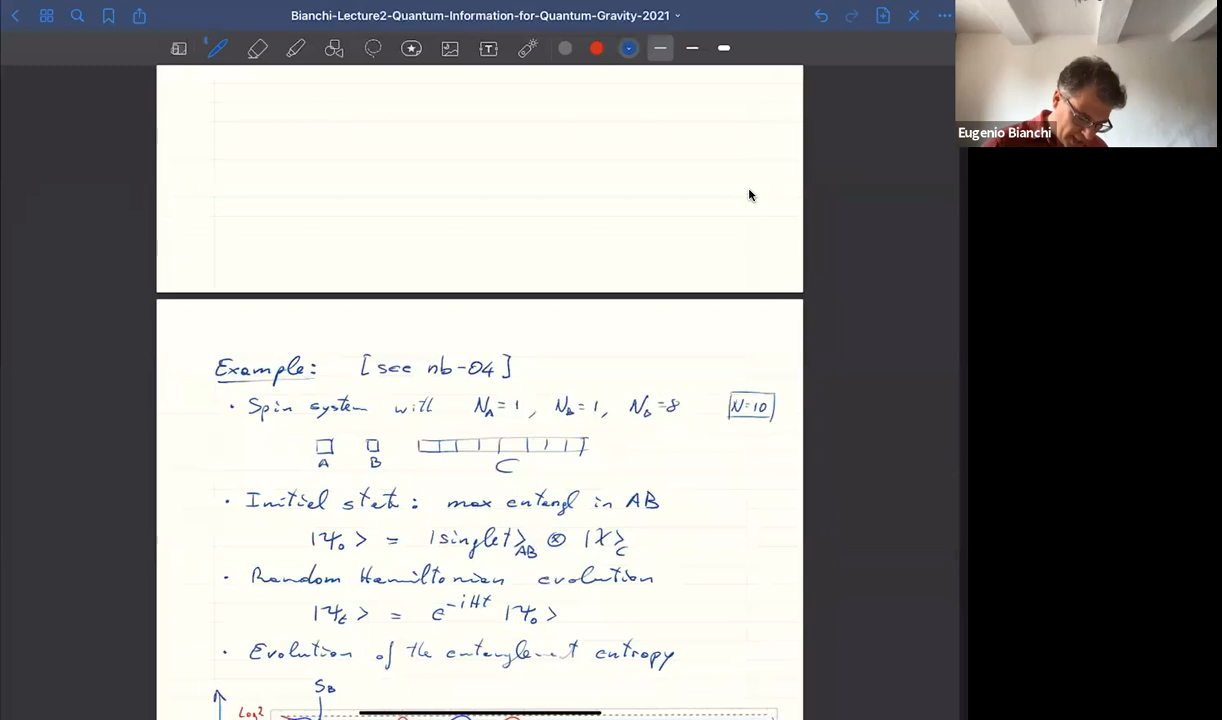 Bianchi-Lecture2-Quantum-Information-for-Quantum-Gravity-2021
Eugenio Bianchi
Example: [see nb-04]
· Spin system with N_A=1, N_B=1, N_C=8 N=10
A B C
· Initial state: max entangl in AB
|ψ₀> = |singlet>_AB ⊗ |χ>_C
· Random Hamiltonian evolution
|ψ_t> = e^-iHt |ψ₀>
· Evolution of the entanglement entropy
S_B
Log2